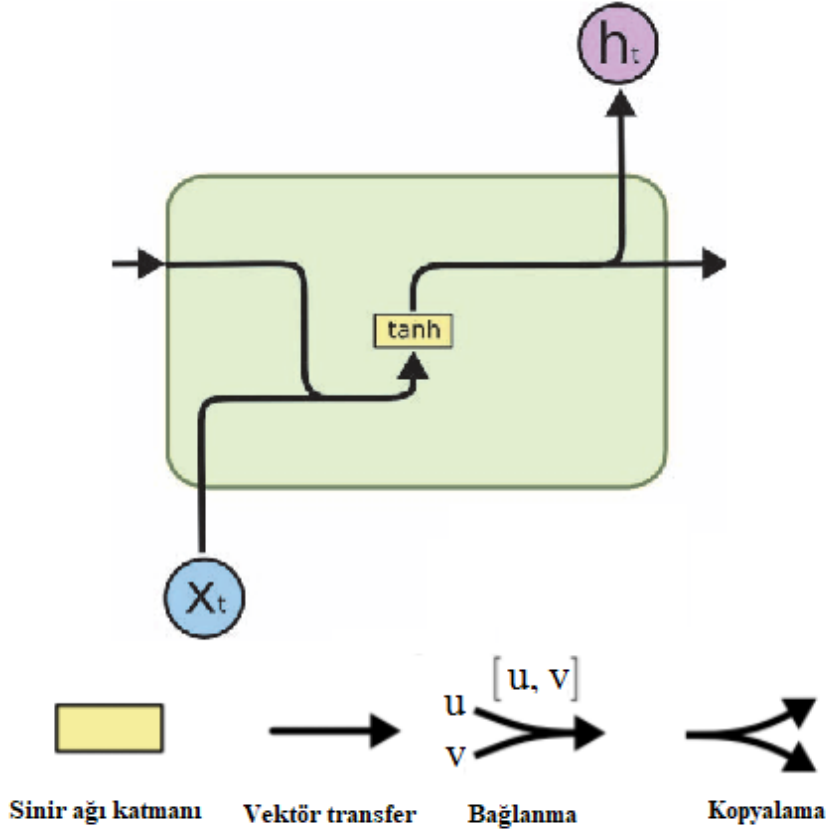 ht
tanh
xt
[u, v]
u
v
Sinir ağı katmanı
Vektör transfer
Bağlanma
Kopyalama